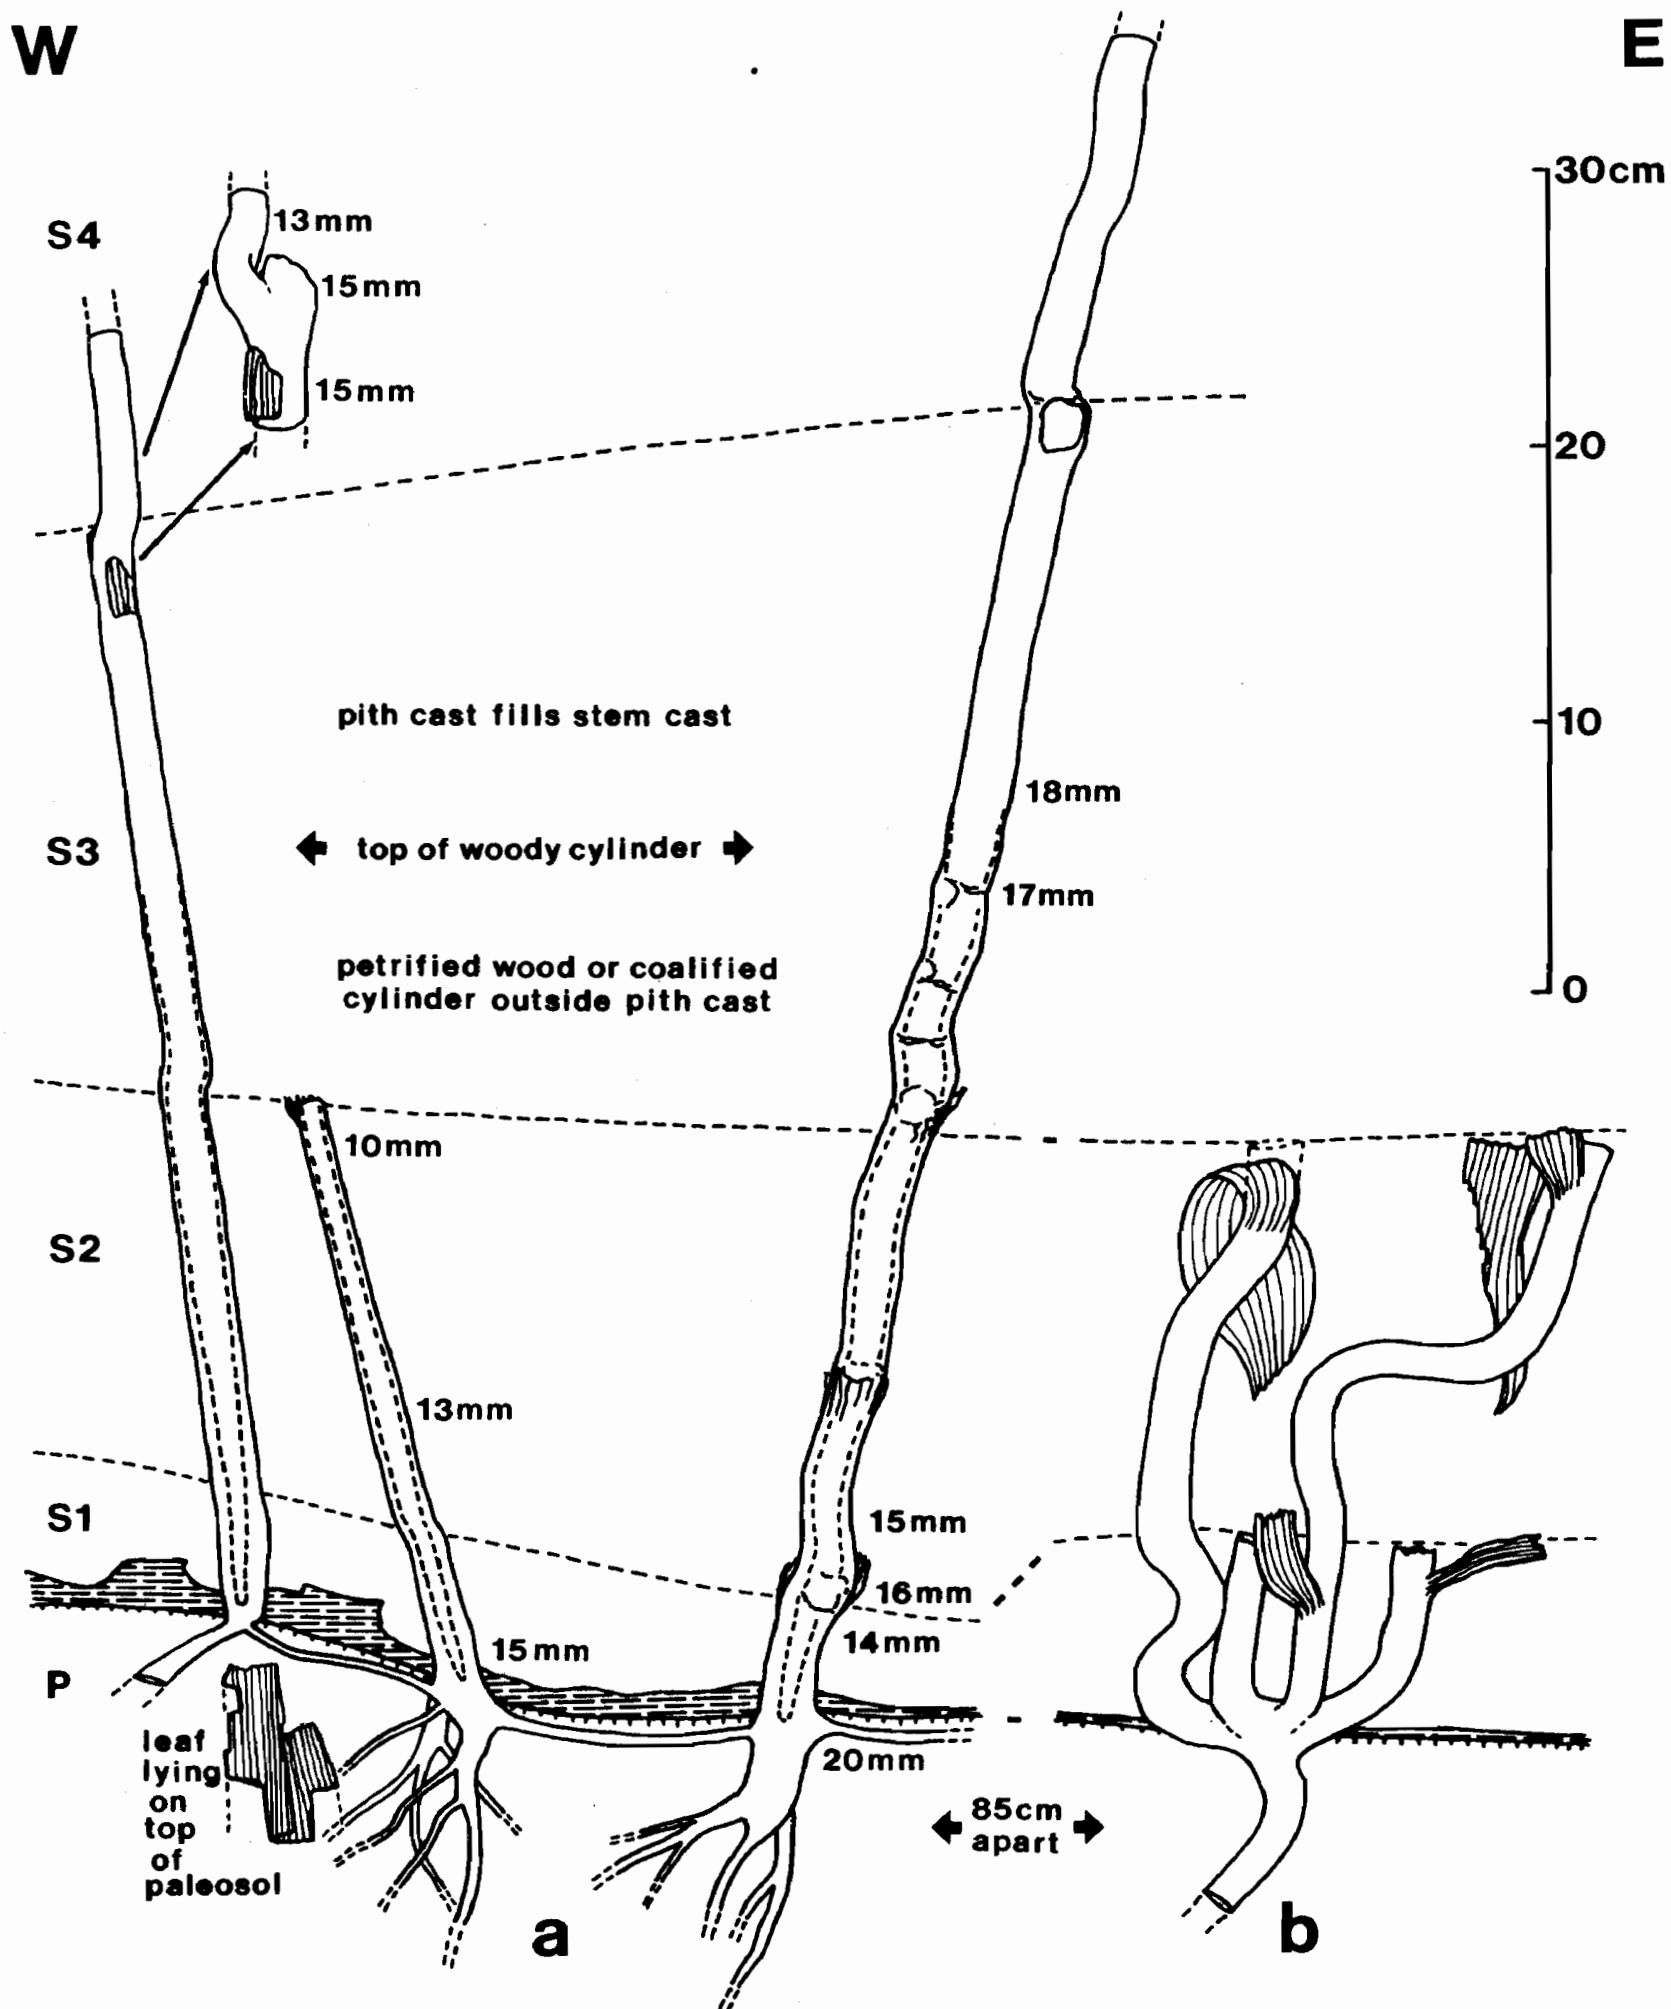 W
E
30cm
S4
13mm
15mm
15mm
20
pith cast fills stem cast
10
18mm
S3
top of woody cylinder
17mm
petrified wood or coalified
cylinder outside pith cast
0
10mm
S2
13mm
S1
15mm
16mm
14mm
15mm
P
leaf
lying
on
top
of
paleosol
20mm
85cm
apart
a
b